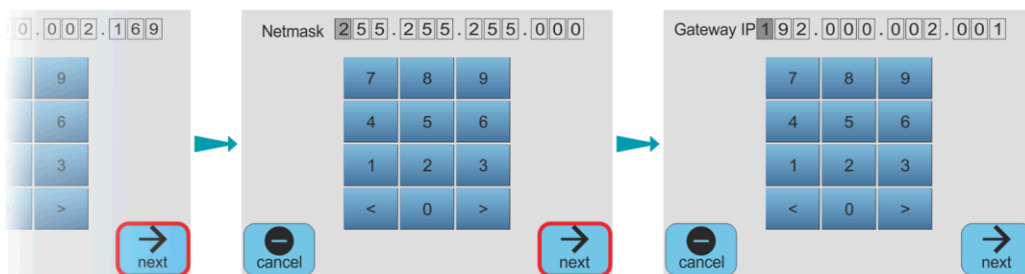 0.002.169
9
6
3
>
next
Netmask 255.255.255.000
7 8 9
4 5 6
1 2 3
< 0 >
cancel next
Gateway IP 192.000.002.001
7 8 9
4 5 6
1 2 3
< 0 >
cancel next